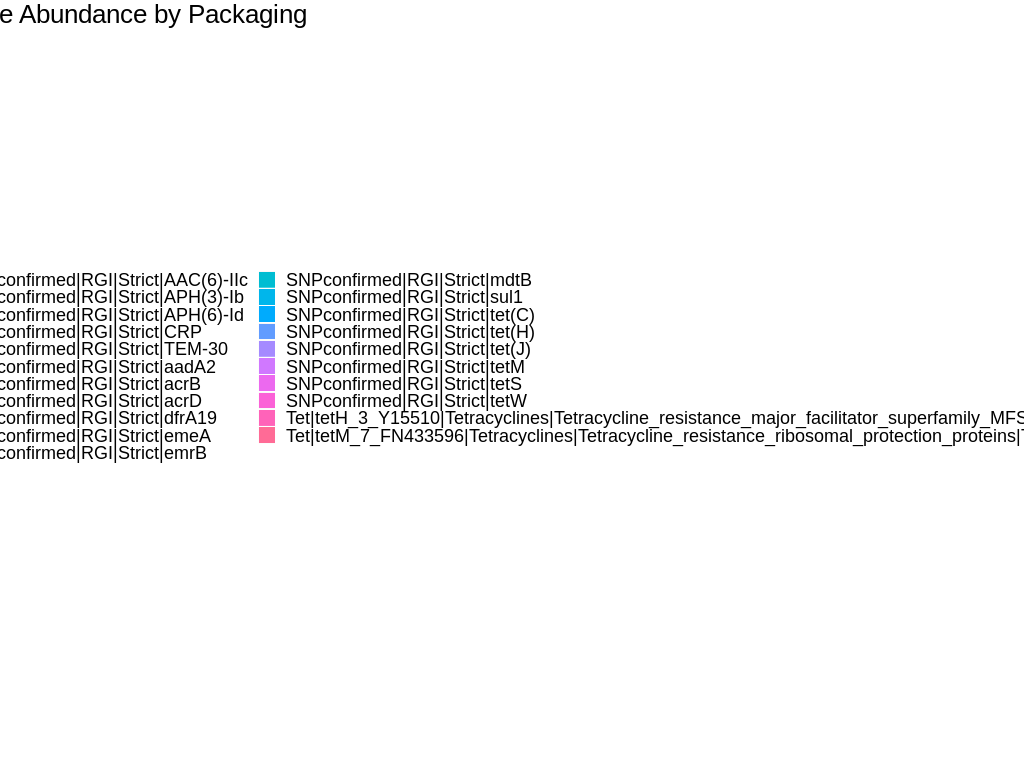 e Abundance by Packaging
confirmed|RGI|Strict|AAC(6)-IIc
confirmed|RGI|Strict|APH(3)-Ib
confirmed|RGI|Strict|APH(6)-Id
confirmed|RGI|Strict|CRP
confirmed|RGI|Strict|TEM-30
confirmed|RGI|Strict|aadA2
confirmed|RGI|Strict|acrB
confirmed|RGI|Strict|acrD
confirmed|RGI|Strict|dfrA19
confirmed|RGI|Strict|emeA
confirmed|RGI|Strict|emrB
SNPconfirmed|RGI|Strict|mdtB
SNPconfirmed|RGI|Strict|sul1
SNPconfirmed|RGI|Strict|tet(C)
SNPconfirmed|RGI|Strict|tet(H)
SNPconfirmed|RGI|Strict|tet(J)
SNPconfirmed|RGI|Strict|tetM
SNPconfirmed|RGI|Strict|tetS
SNPconfirmed|RGI|Strict|tetW
Tet|tetH_3_Y15510|Tetracyclines|Tetracycline_resistance_major_facilitator_superfamily_MFS
Tet|tetM_7_FN433596|Tetracyclines|Tetracycline_resistance_ribosomal_protection_proteins|